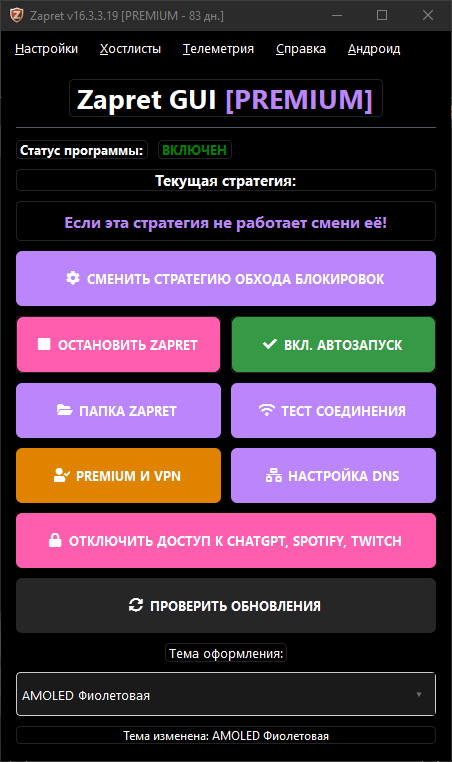 Zapret v16.3.3.19 [PREMIUM - 83 дн.]
Настройки Хостлисты Телеметрия Справка Андроид
Zapret GUI [PREMIUM]
Статус программы: ВКЛЮЧЕН
Текущая стратегия:
Если эта стратегия не работает смени её!
СМЕНИТЬ СТРАТЕГИЮ ОБХОДА БЛОКИРОВОК
ОСТАНОВИТЬ ZAPRET ВКЛ. АВТОЗАПУСК
ПАПКА ZAPRET ТЕСТ СОЕДИНЕНИЯ
PREMIUM И VPN НАСТРОЙКА DNS
ОТКЛЮЧИТЬ ДОСТУП К CHATGPT, SPOTIFY, TWITCH
ПРОВЕРИТЬ ОБНОВЛЕНИЯ
Тема оформления:
AMOLED Фиолетовая
Тема изменена: AMOLED Фиолетовая